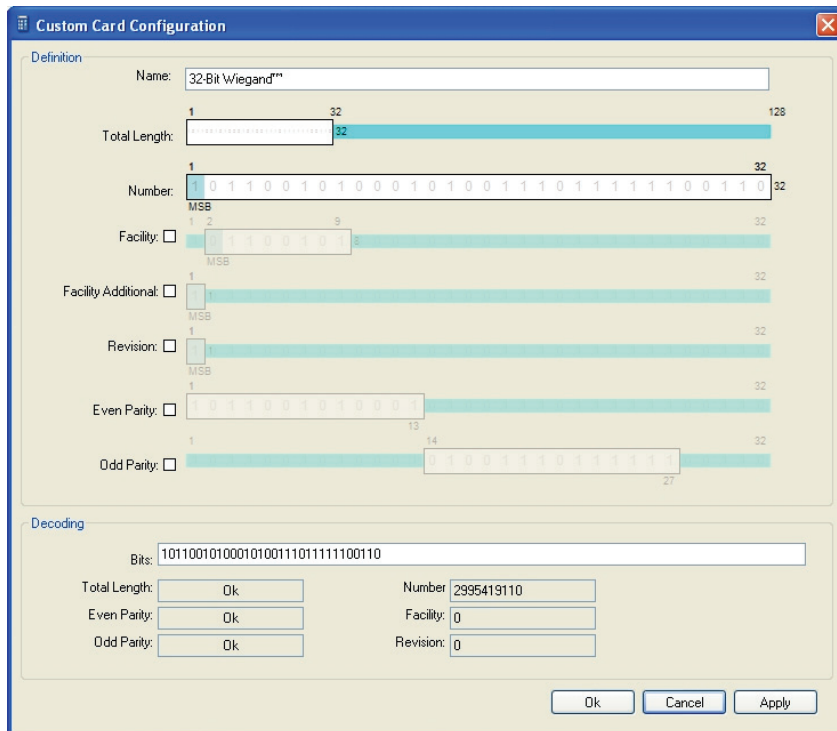 Custom Card Configuration
Definition
Name: 32-Bit Wiegand™
1 32 128
Total Length: 32
1 32
Number: 1 0 1 1 0 0 1 0 1 0 0 0 1 0 1 0 0 1 1 1 0 1 1 1 1 1 1 0 0 1 1 0 32
MSB
1 2 9 32
Facility: 0 1 1 0 0 1 0 1 8
MSB
1 32
Facility Additional: 1 1
MSB
1 32
Revision: 1 1
MSB
1 32
Even Parity: 1 0 1 1 0 0 1 0 1 0 0 0 1
13
1 14 32
Odd Parity: 0 1 0 0 1 1 1 0 1 1 1 1 1 1
27
Decoding
Bits: 10110010100010100111011111100110
Total Length: Ok Number 2995419110
Even Parity: Ok Facility: 0
Odd Parity: Ok Revision: 0
Ok Cancel Apply